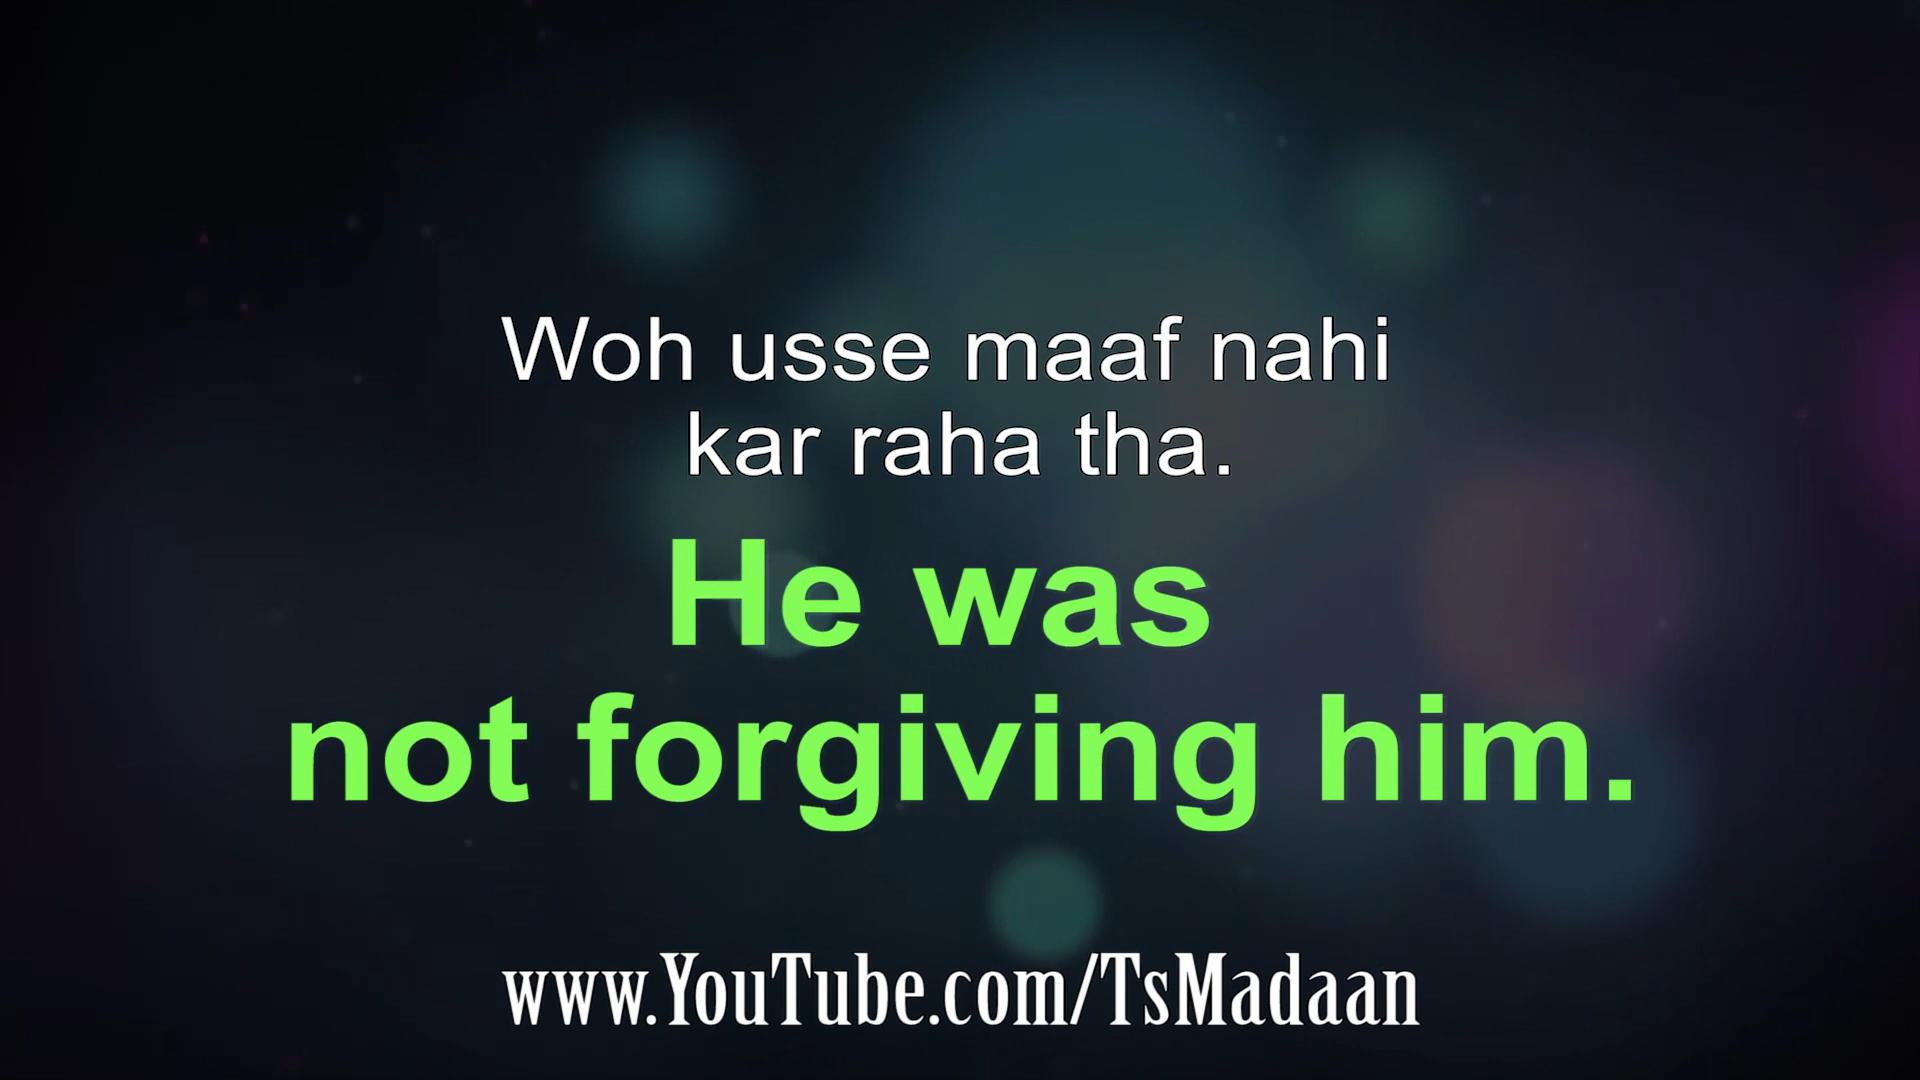 Woh usse maaf nahi
kar raha tha.
He was
not forgiving him.
www.YouTube.com/TsMadaan